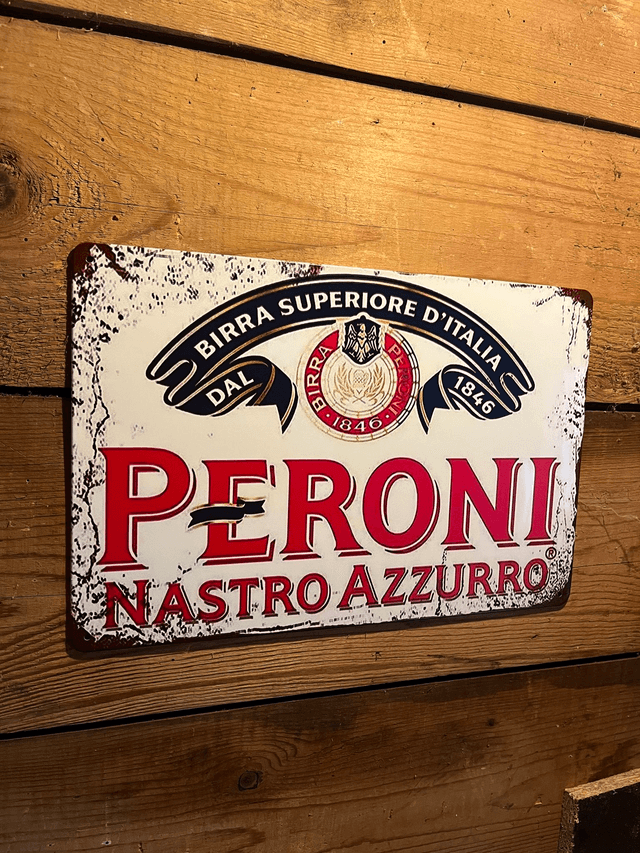 BIRRA SUPERIORE D'ITALIA
DAL 1846
BIRRA PERONI
·1846·
PERONI
NASTRO AZZURRO®